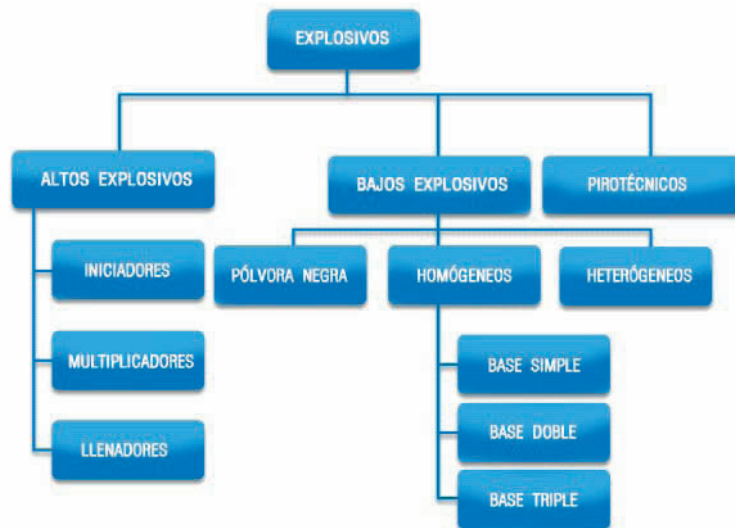 EXPLOSIVOS
ALTOS EXPLOSIVOS
BAJOS EXPLOSIVOS
PIROTÉCNICOS
INICIADORES
PÓLVORA NEGRA
HOMÓGENEOS
HETERÓGENEOS
MULTIPLICADORES
BASE SIMPLE
LLENADORES
BASE DOBLE
BASE TRIPLE